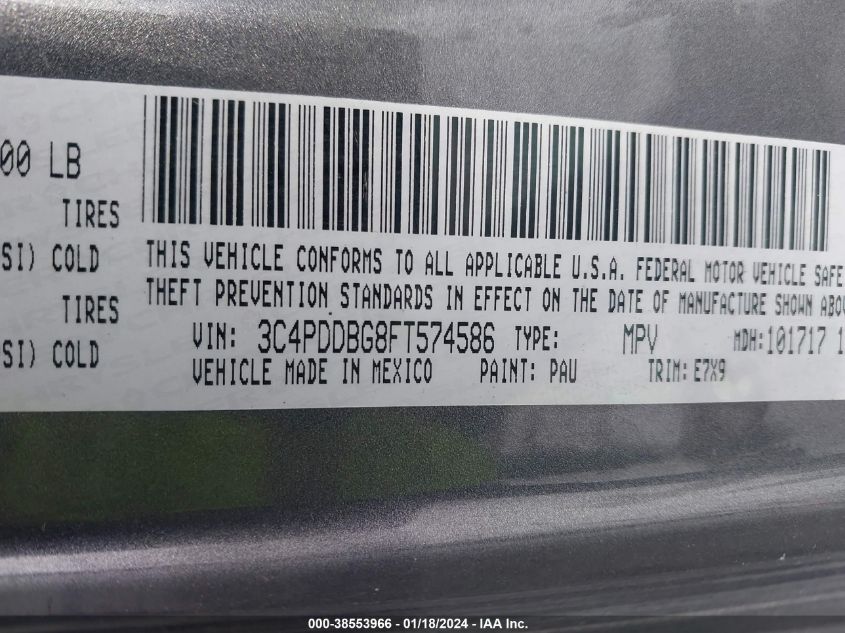 00 LB
TIRES
SI) COLD
TIRES
SI) COLD
THIS VEHICLE CONFORMS TO ALL APPLICABLE U.S.A. FEDERAL MOTOR VEHICLE SAFE
THEFT PREVENTION STANDARDS IN EFFECT ON THE DATE OF MANUFACTURE SHOWN ABOV
VIN: 3C4PDDBG8FT574586 TYPE: MPV MDH: 101717 1
VEHICLE MADE IN MEXICO PAINT: PAU TRIM: E7X9
000-38553966 / 01/18/2024 - IAA Inc.